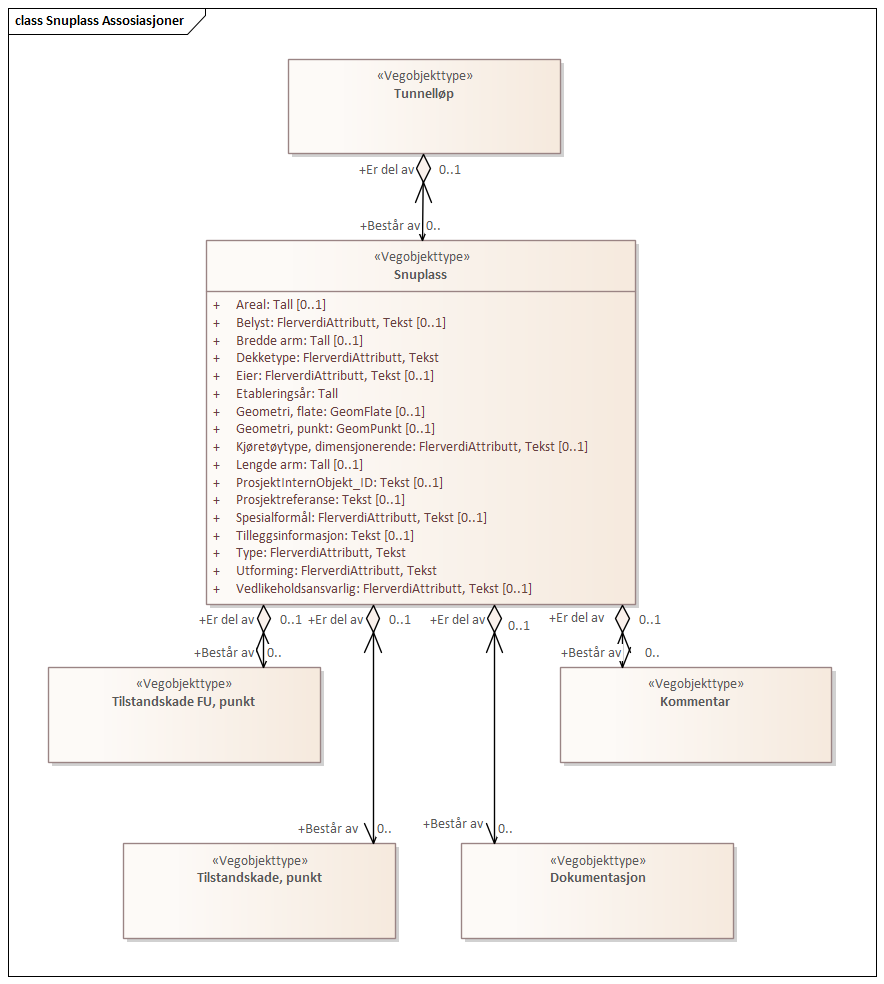 class Snuplass Assosiasjoner
«Vegobjekttype»
Tunnelløp
+Er del av 0..1
+Består av 0..
«Vegobjekttype»
Snuplass
+ Areal: Tall [0..1]
+ Belyst: FlerverdiAttributt, Tekst [0..1]
+ Bredde arm: Tall [0..1]
+ Dekketype: FlerverdiAttributt, Tekst
+ Eier: FlerverdiAttributt, Tekst [0..1]
+ Etableringsår: Tall
+ Geometri, flate: GeomFlate [0..1]
+ Geometri, punkt: GeomPunkt [0..1]
+ Kjøretøytype, dimensjonerende: FlerverdiAttributt, Tekst [0..1]
+ Lengde arm: Tall [0..1]
+ ProsjektInternObjekt_ID: Tekst [0..1]
+ Prosjektreferanse: Tekst [0..1]
+ Spesialformål: FlerverdiAttributt, Tekst [0..1]
+ Tilleggsinformasjon: Tekst [0..1]
+ Type: FlerverdiAttributt, Tekst
+ Utforming: FlerverdiAttributt, Tekst
+ Vedlikeholdsansvarlig: FlerverdiAttributt, Tekst [0..1]
+Er del av 0..1 +Er del av 0..1 +Er del av 0..1 +Er del av 0..1
+Består av 0.. +Består av 0..
«Vegobjekttype»
Tilstandskade FU, punkt
«Vegobjekttype»
Kommentar
+Består av 0.. +Består av 0..
«Vegobjekttype»
Tilstandskade, punkt
«Vegobjekttype»
Dokumentasjon